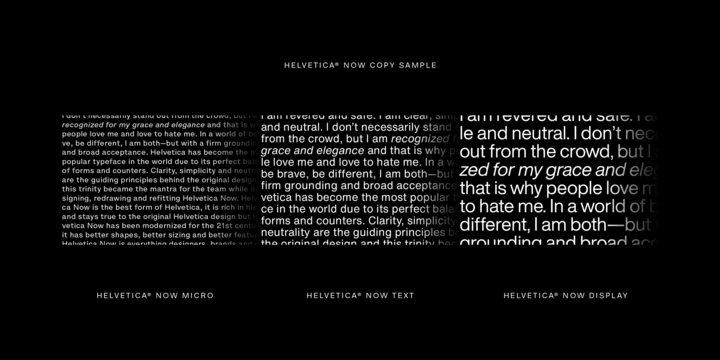 HELVETICA® NOW COPY SAMPLE
I don't necessarily stand out from the crowd, but I
recognized for my grace and elegance and that is
people love me and love to hate me. In a world of
ve, be different, I am both—but with a firm ground
and broad acceptance. Helvetica has become the
popular typeface in the world due to its perfect
of forms and counters. Clarity, simplicity and neut
are the guiding principles behind the original desig
this trinity became the mantra for the team while
signing, redrawing and refitting Helvetica Now. Hel
ca Now is the best form of Helvetica, it is rich in
and stays true to the original Helvetica design but
vetica Now has been modernized for the 21st cent
it has better shapes, better sizing and better featu
Helvetica Now is everything designers, brands and
I am revered and safe. I am clear, sim
and neutral. I don't necessarily stand
from the crowd, but I am recognized
grace and elegance and that is why p
le love me and love to hate me. In a w
be brave, be different, I am both—but
firm grounding and broad acceptance
vetica has become the most popular t
ce in the world due to its perfect bala
forms and counters. Clarity, simplicity
neutrality are the guiding principles b
the original design and this trinity bec
I am revered and safe. I a
le and neutral. I don't nec
out from the crowd, but I
zed for my grace and ele
that is why people love m
to hate me. In a world of b
different, I am both—but
grounding and broad acc
HELVETICA® NOW MICRO
HELVETICA® NOW TEXT
HELVETICA® NOW DISPLAY